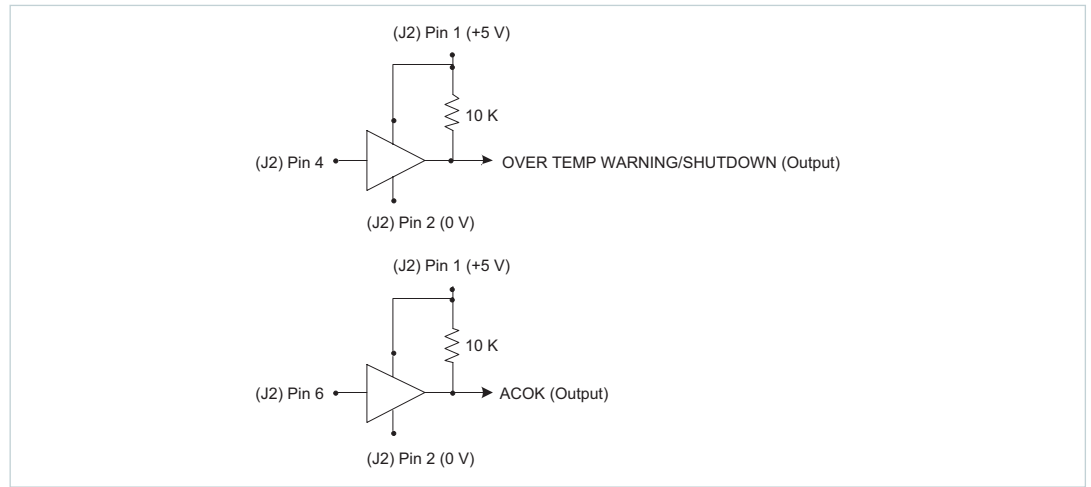 (J2) Pin 1 (+5 V)
10 K
(J2) Pin 4
OVER TEMP WARNING/SHUTDOWN (Output)
(J2) Pin 2 (0 V)
(J2) Pin 1 (+5 V)
10 K
(J2) Pin 6
ACOK (Output)
(J2) Pin 2 (0 V)